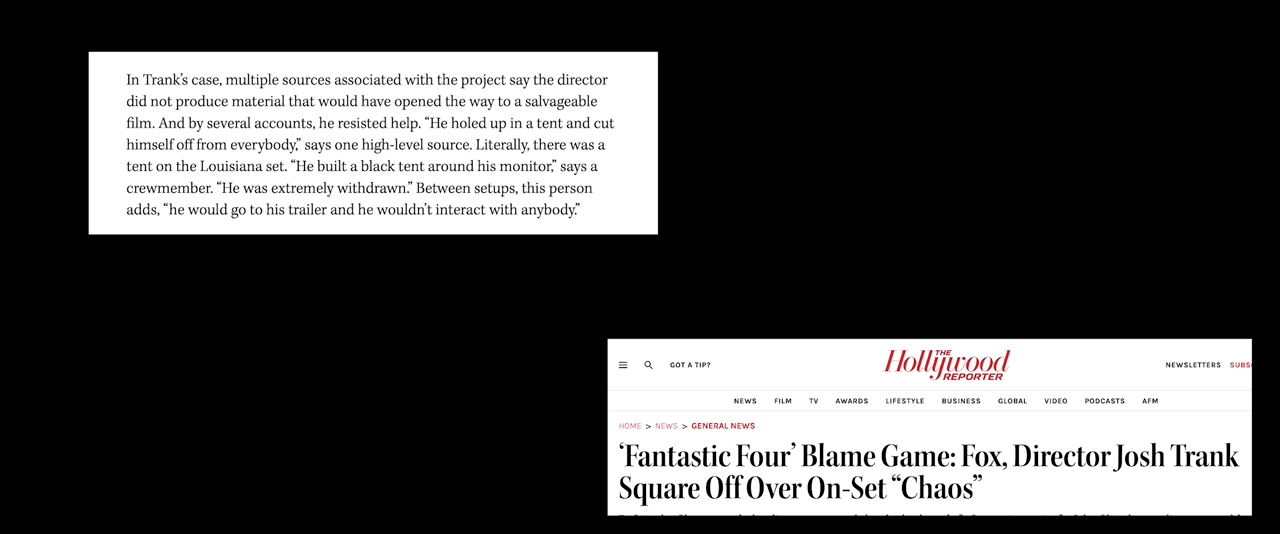 In Trank’s case, multiple sources associated with the project say the director
did not produce material that would have opened the way to a salvageable
film. And by several accounts, he resisted help. “He holed up in a tent and cut
himself off from everybody,” says one high-level source. Literally, there was a
tent on the Louisiana set. “He built a black tent around his monitor,” says a
crewmember. “He was extremely withdrawn.” Between setups, this person
adds, “he would go to his trailer and he wouldn’t interact with anybody.”
GOT A TIP?
THE
Hollywood
REPORTER
NEWSLETTERS SUBSC
NEWS FILM TV AWARDS LIFESTYLE BUSINESS GLOBAL VIDEO PODCASTS AFM
HOME > NEWS > GENERAL NEWS
‘Fantastic Four’ Blame Game: Fox, Director Josh Trank
Square Off Over On-Set “Chaos”